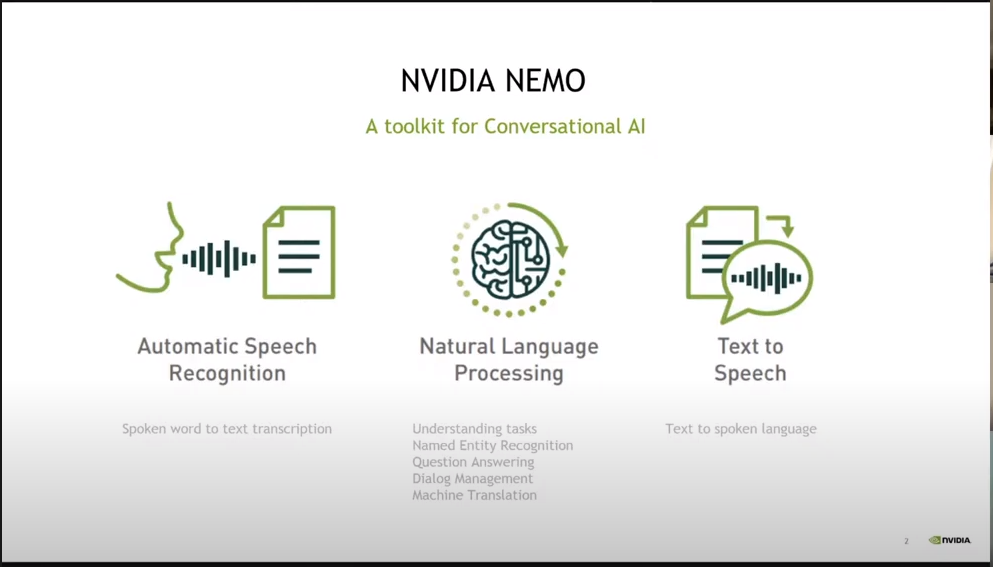 NVIDIA NEMO
A toolkit for Conversational AI
Automatic Speech
Recognition
Spoken word to text transcription
Natural Language
Processing
Understanding tasks
Named Entity Recognition
Question Answering
Dialog Management
Machine Translation
Text to
Speech
Text to spoken language
2
NVIDIA.